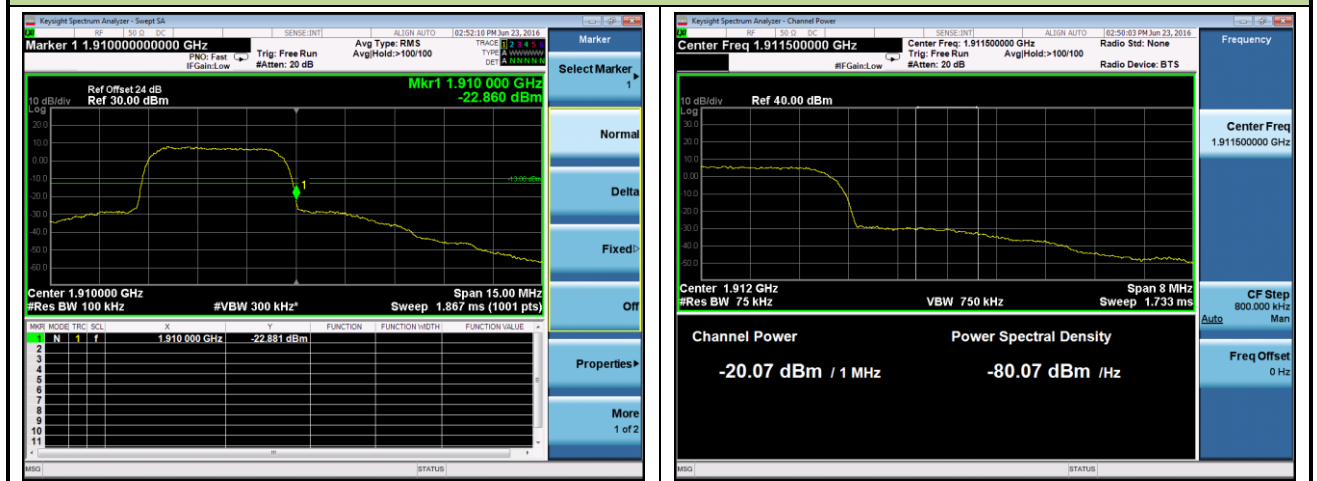 Keysight Spectrum Analyzer - Swept SA
RF 50 Ω DC SENSE:INT ALIGN AUTO 02:52:10 PM Jun 23, 2016
Marker 1 1.910000000000 GHz
PNO: Fast
IFGain:Low
Trig: Free Run
#Atten: 20 dB
Avg Type: RMS
Avg|Hold:>100/100
TRACE 1 2 3 4 5 6
TYPE A WWWWW
DET A N N N N N
Ref Offset 24 dB
10 dB/div Ref 30.00 dBm
Log
Mkr1 1.910 000 GHz
-22.860 dBm
20.0
10.0
0.00
-10.0
-20.0
-30.0
-40.0
-50.0
-60.0
-13.00 dBm
1
Center 1.910000 GHz Span 15.00 MHz
#Res BW 100 kHz #VBW 300 kHz* Sweep 1.867 ms (1001 pts)
MKR MODE TRC SCL X Y FUNCTION FUNCTION WIDTH FUNCTION VALUE
1 N 1 f 1.910 000 GHz -22.881 dBm
2
3
4
5
6
7
8
9
10
11
MSG STATUS
Marker
Select Marker
1
Normal
Delta
Fixed
Off
Properties
More
1 of 2
Keysight Spectrum Analyzer - Channel Power
RF 50 Ω DC SENSE:INT ALIGN AUTO 02:50:03 PM Jun 23, 2016
Center Freq 1.911500000 GHz
#IFGain:Low
Center Freq: 1.911500000 GHz
Trig: Free Run Avg|Hold:>100/100
#Atten: 20 dB
Radio Std: None
Radio Device: BTS
10 dB/div Ref 40.00 dBm
Log
30.0
20.0
10.0
0.00
-10.0
-20.0
-30.0
-40.0
-50.0
Center 1.912 GHz Span 8 MHz
#Res BW 75 kHz VBW 750 kHz Sweep 1.733 ms
Channel Power Power Spectral Density
-20.07 dBm / 1 MHz -80.07 dBm /Hz
MSG STATUS
Frequency
Center Freq
1.911500000 GHz
CF Step
800.000 kHz
Auto Man
Freq Offset
0 Hz